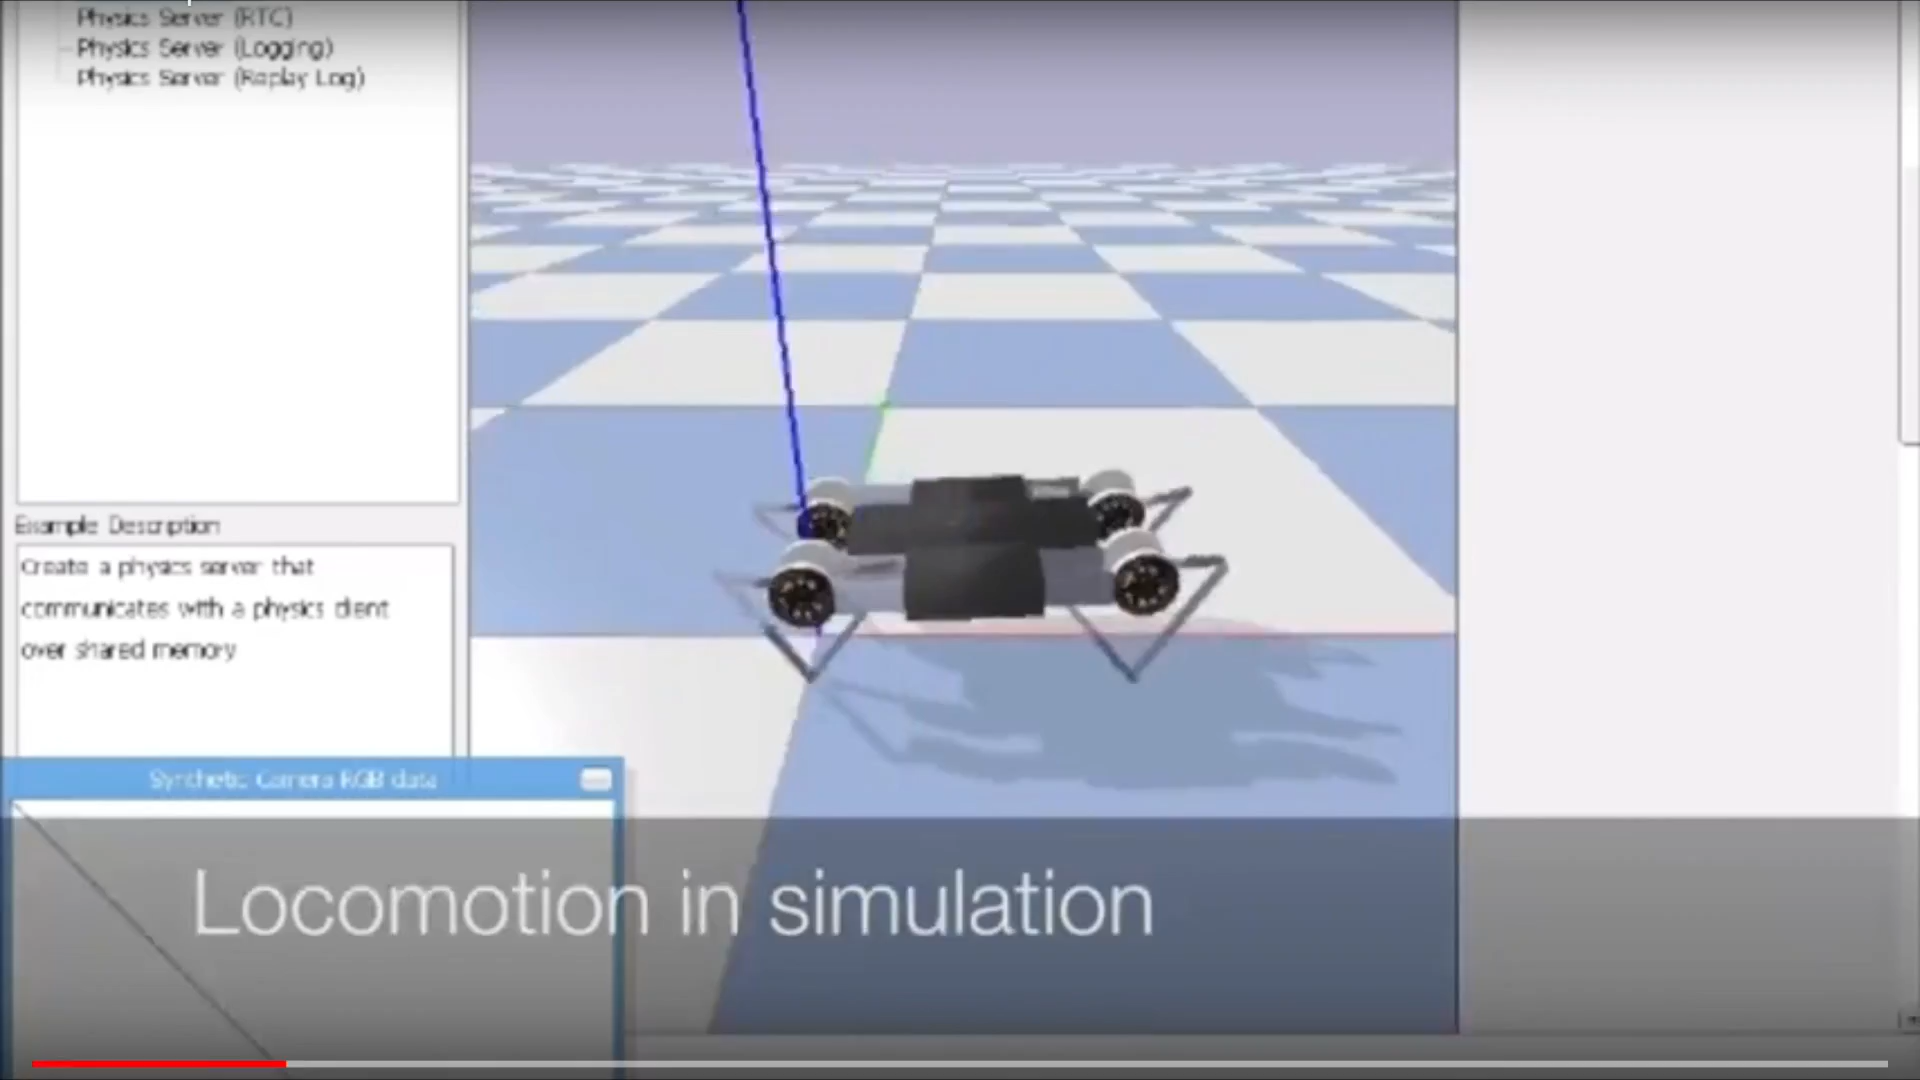 Physics Server (RTC)
Physics Server (Logging)
Physics Server (Replay Log)
Example Description
Create a physics server that
communicates with a physics client
over shared memory
Synthetic Camera RGB data
Locomotion in simulation